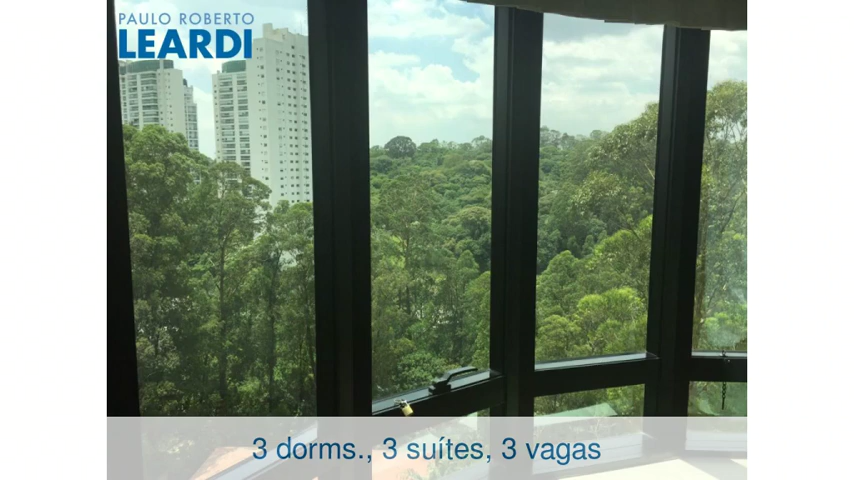 PAULO ROBERTO
LEARDI
3 dorms., 3 suítes, 3 vagas